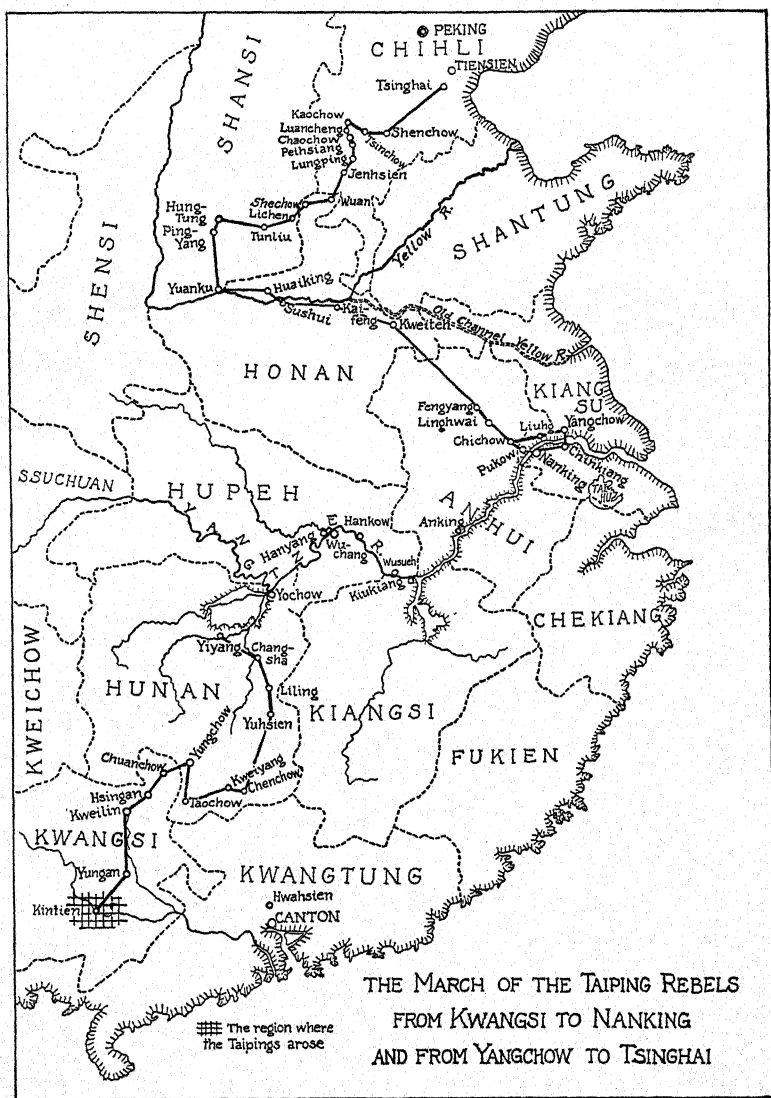 PEKING
CHIHLI
TIENSIEN
Tsinghai
SHANSI
Kaochow
Luancheng
Chaochow
Peihsiang
Lungping
Tsinchow
Shenchow
Jenhsien
Shechow
Lichen
Wuan
Hung-
Tung
Ping-
Yang
Tunliu
Yellow R.
SHANTUNG
SHENSI
Yuanku
Huaiking
Sushui
Kai-
feng
Kweiteh
Old Channel Yellow R.
HONAN
KIANG
SU
Fengyang
Linghwai
Chichow
Liuho
Yangchow
Pukow
Nanking
Chinkiang
TAI
HU
SSUCHUAN
HUPEH
YANGTZE R.
ANHUI
Hanyang
Hankow
Wu-
chang
Wusueh
Anking
Kiukiang
Yochow
CHEKIANG
KWEICHOW
Yiyang
Chang-
sha
HUNAN
Liling
KIANGSI
Yuhsien
FUKIEN
Chuanchow
Yungchow
Kweiyang
Chenchow
Taochow
Hsingan
Kweilin
KWANGSI
Yungan
KWANGTUNG
Kintien
Hwahsien
CANTON
THE MARCH OF THE TAIPING REBELS
FROM KWANGSI TO NANKING
AND FROM YANGCHOW TO TSINGHAI
The region where
the Taipings arose